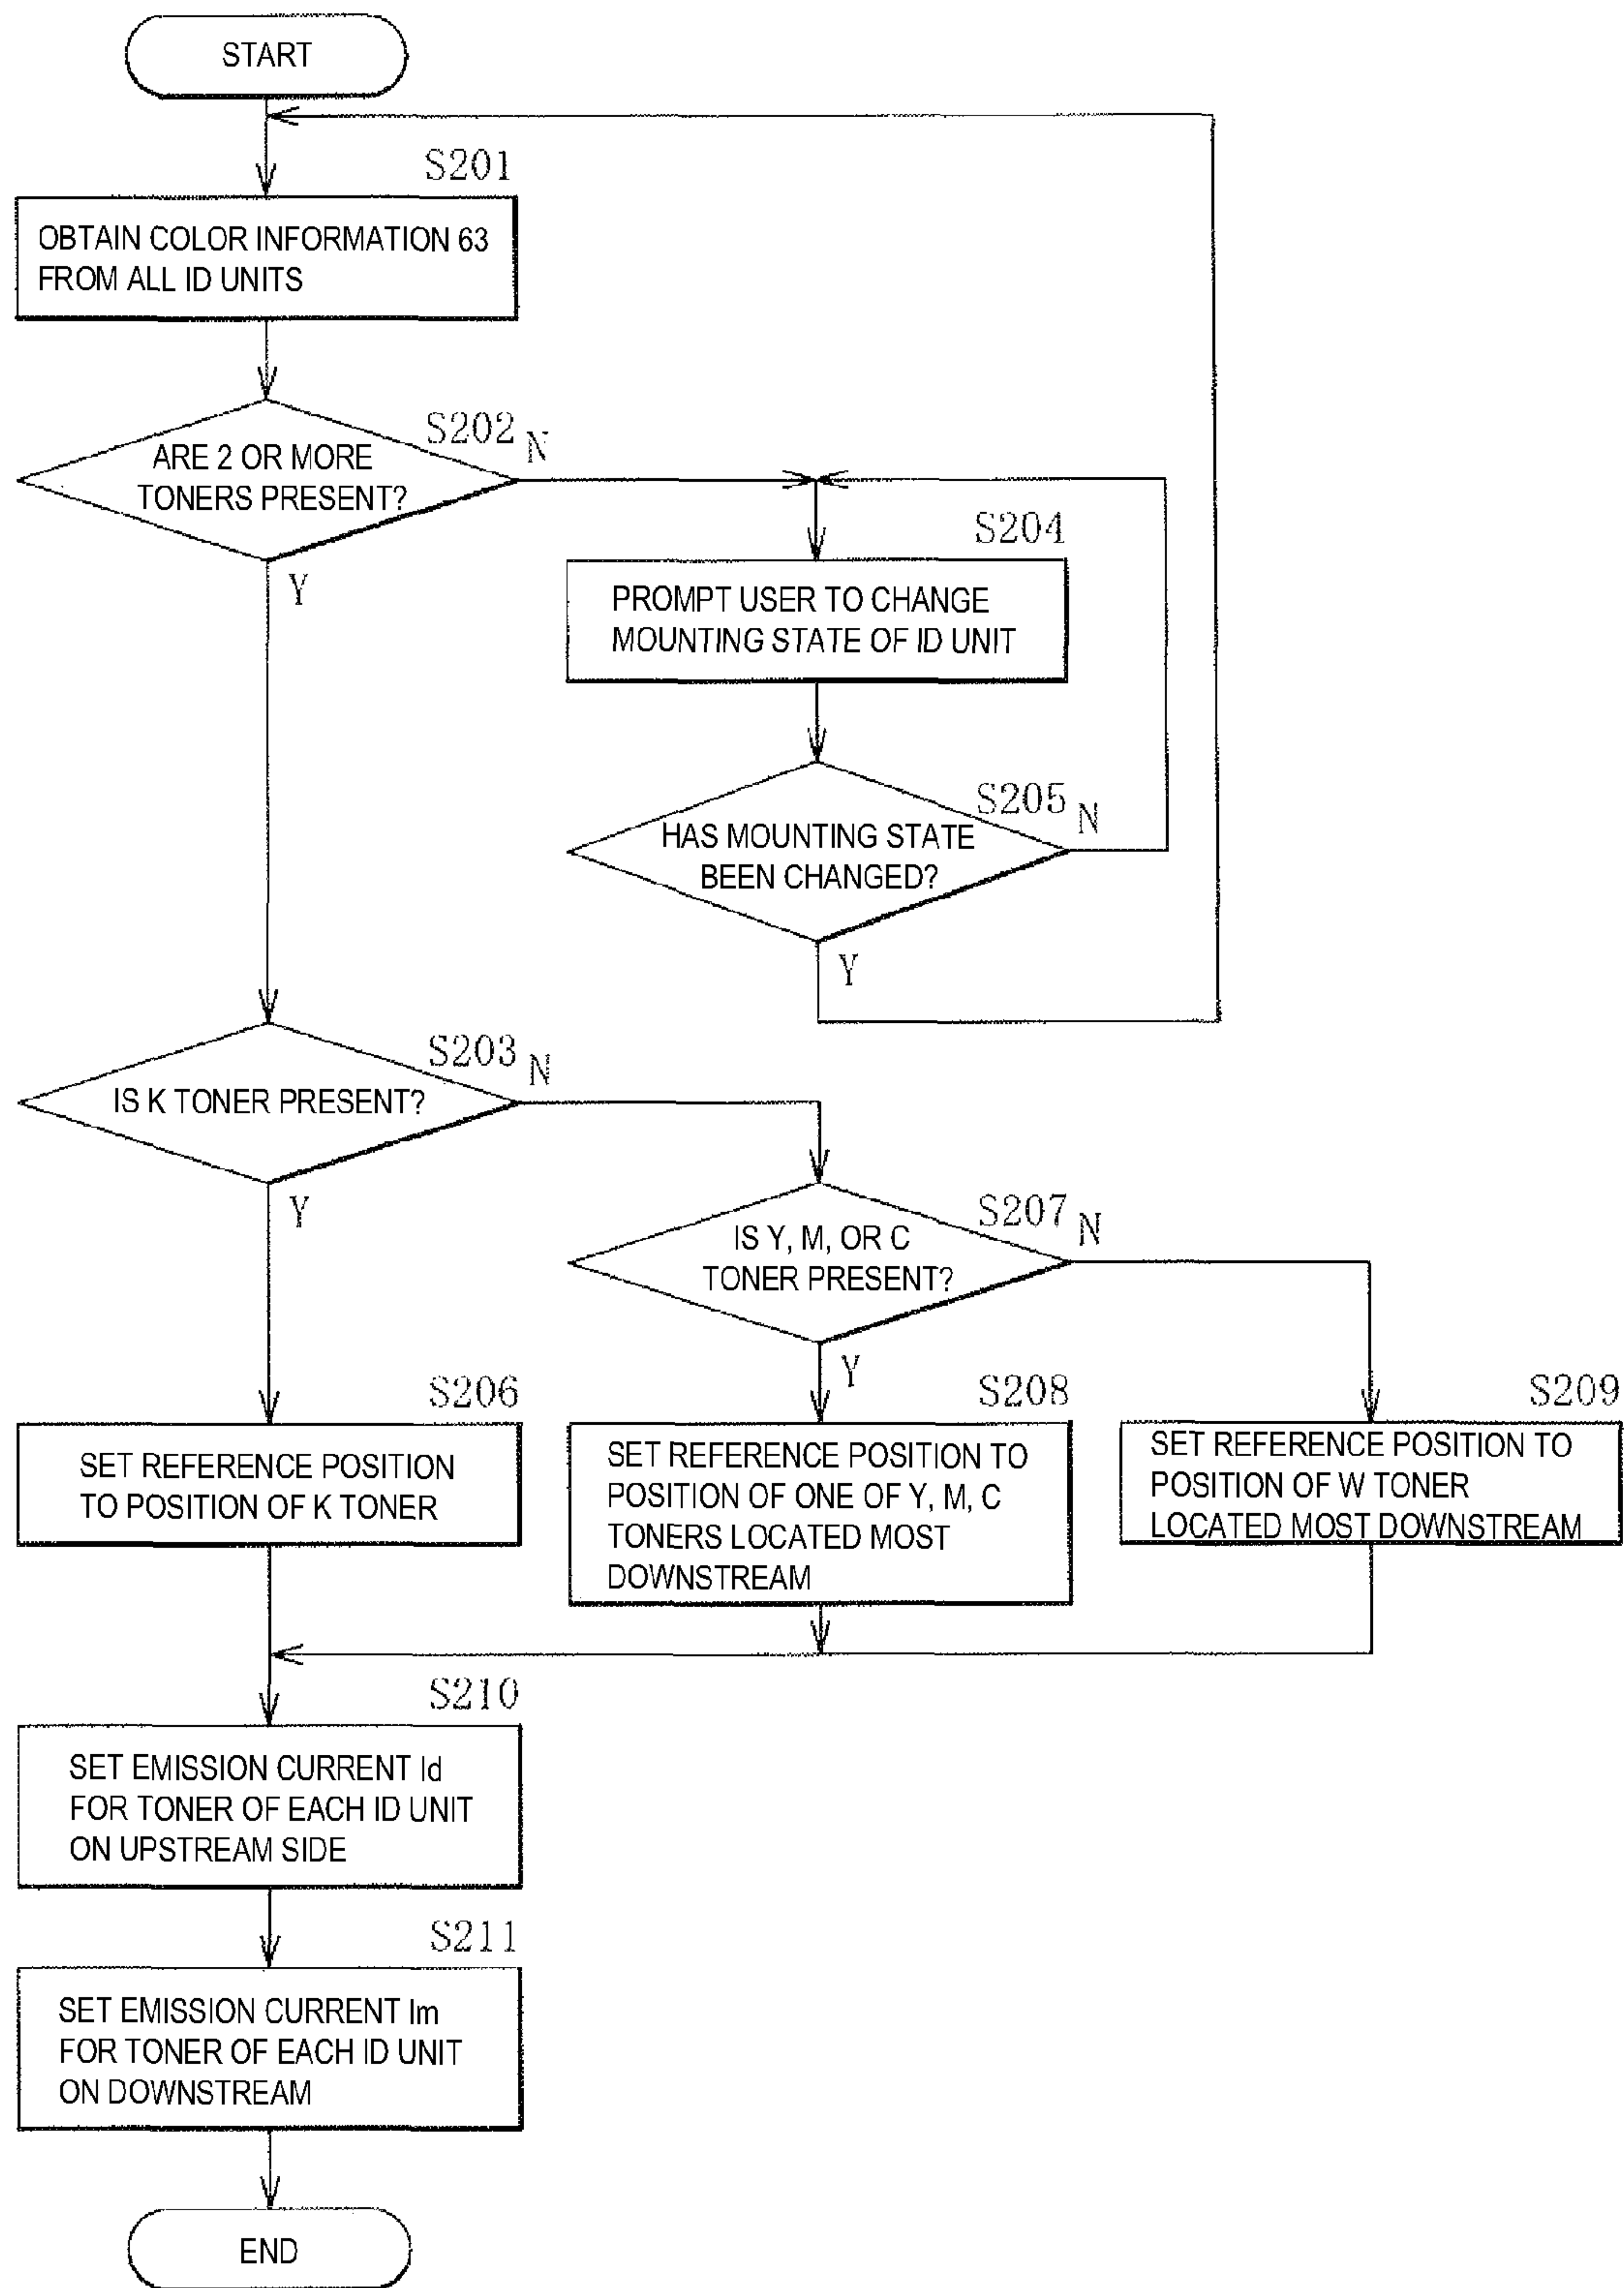 START
S201
OBTAIN COLOR INFORMATION 63
FROM ALL ID UNITS
S202
N
ARE 2 OR MORE
TONERS PRESENT?
Y
S204
PROMPT USER TO CHANGE
MOUNTING STATE OF ID UNIT
S205
N
HAS MOUNTING STATE
BEEN CHANGED?
Y
S203
N
IS K TONER PRESENT?
Y
S207
N
IS Y, M, OR C
TONER PRESENT?
Y
S206
SET REFERENCE POSITION
TO POSITION OF K TONER
S208
SET REFERENCE POSITION TO
POSITION OF ONE OF Y, M, C
TONERS LOCATED MOST
DOWNSTREAM
S209
SET REFERENCE POSITION TO
POSITION OF W TONER
LOCATED MOST DOWNSTREAM
S210
SET EMISSION CURRENT Id
FOR TONER OF EACH ID UNIT
ON UPSTREAM SIDE
S211
SET EMISSION CURRENT Im
FOR TONER OF EACH ID UNIT
ON DOWNSTREAM
END